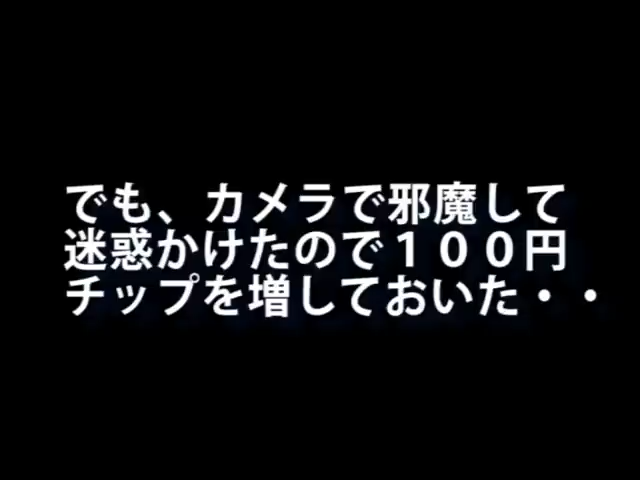 でも、カメラで邪魔して
迷惑かけたので１００円
チップを増しておいた・・